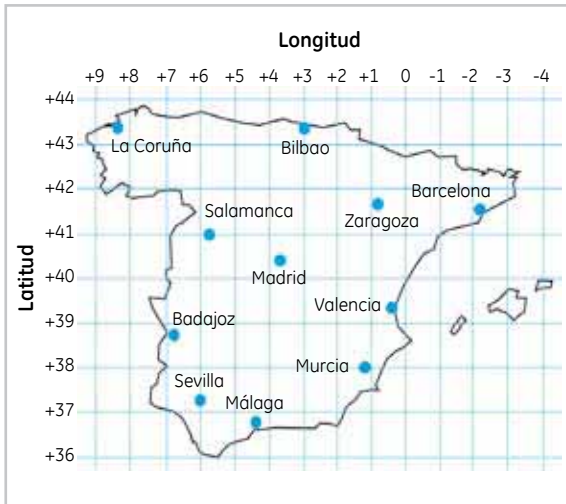 Longitud
+9 +8 +7 +6 +5 +4 +3 +2 +1 0 -1 -2 -3 -4
+44
+43
La Coruña
Bilbao
+42
Barcelona
Salamanca
Zaragoza
+41
Latitud
Madrid
+40
Valencia
+39
Badajoz
Murcia
+38
Sevilla
Málaga
+37
+36